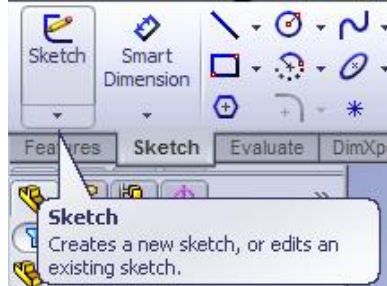 Sketch
Smart
Dimension
Features
Sketch
Evaluate
DimXp
Sketch
Creates a new sketch, or edits an
existing sketch.